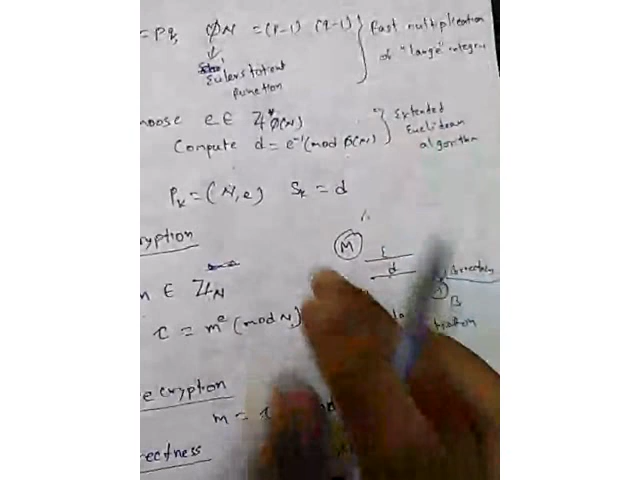 = Pq, ϕN = (P-1) (q-1) } Fast multiplication
of "large" integers
Eulers totient
function
hoose e ∈ Z*ϕ(N)
Compute d = e⁻¹ (mod ϕ(N)) } Extended
Euclidean
algorithm
Pk = (N, e) Sk = d
ryption
M
E
d
m ∈ ZN
c = m^e (mod N)
B
ecryption
m = c
rectness